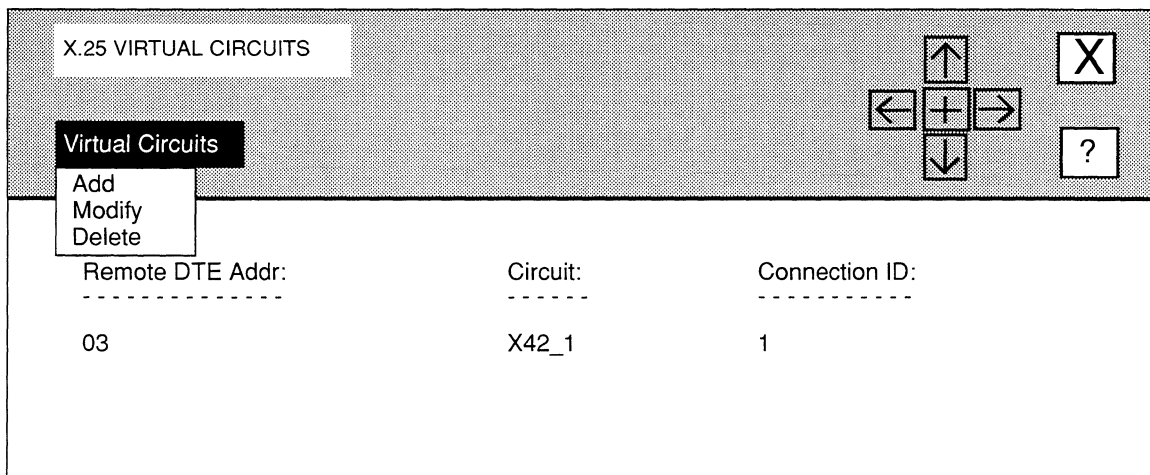 X.25 VIRTUAL CIRCUITS
X
+
?
Virtual Circuits
Add
Modify
Delete
Remote DTE Addr: Circuit: Connection ID:
- - - - - - - - - - - - - - - - - - - - - - - - - - - - - - -
03 X42_1 1